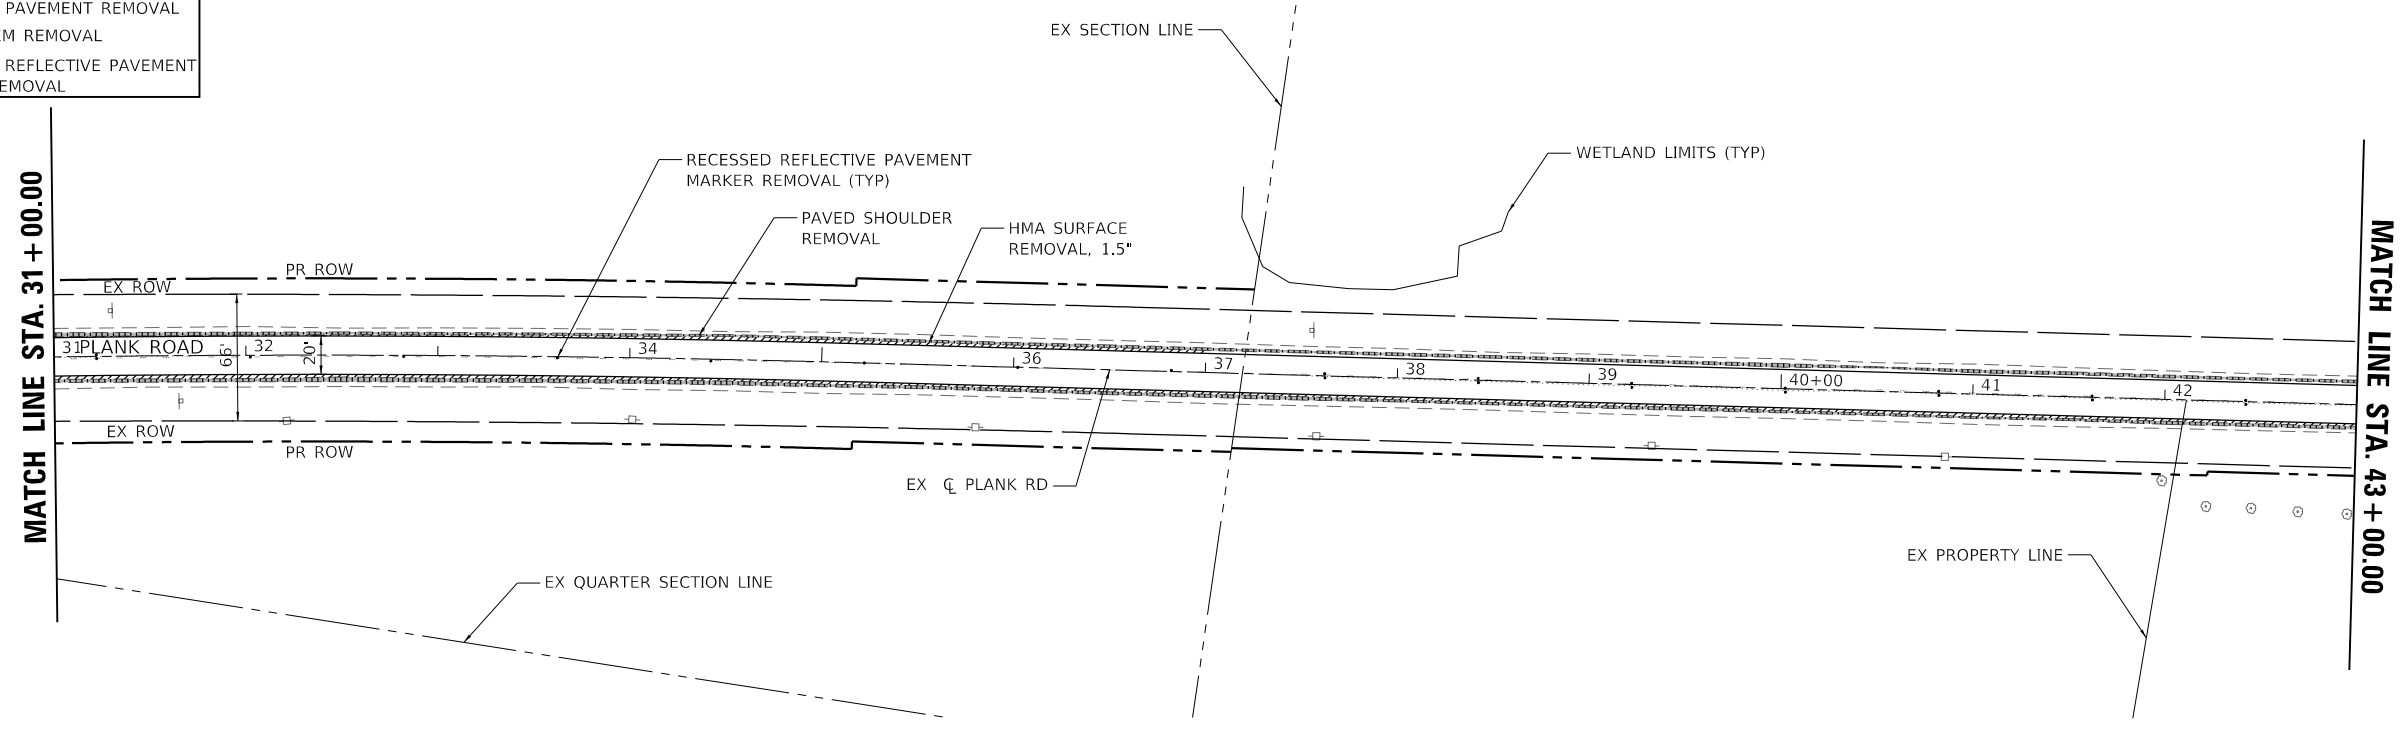 PAVEMENT REMOVAL
REMOVAL
REFLECTIVE PAVEMENT
EX SECTION LINE
WETLAND LIMITS (TYP)
RECESSED REFLECTIVE PAVEMENT
MARKER REMOVAL (TYP)
PAVED SHOULDER
REMOVAL
HMA SURFACE
REMOVAL, 1.5"
MATCH LINE STA. 31+00.00
PR ROW
EX ROW
31
PLANK ROAD
66'
32
20'
34
36
37
38
39
40+00
41
42
EX ROW
PR ROW
EX ℄ PLANK RD
EX QUARTER SECTION LINE
EX PROPERTY LINE
MATCH LINE STA. 43+00.00